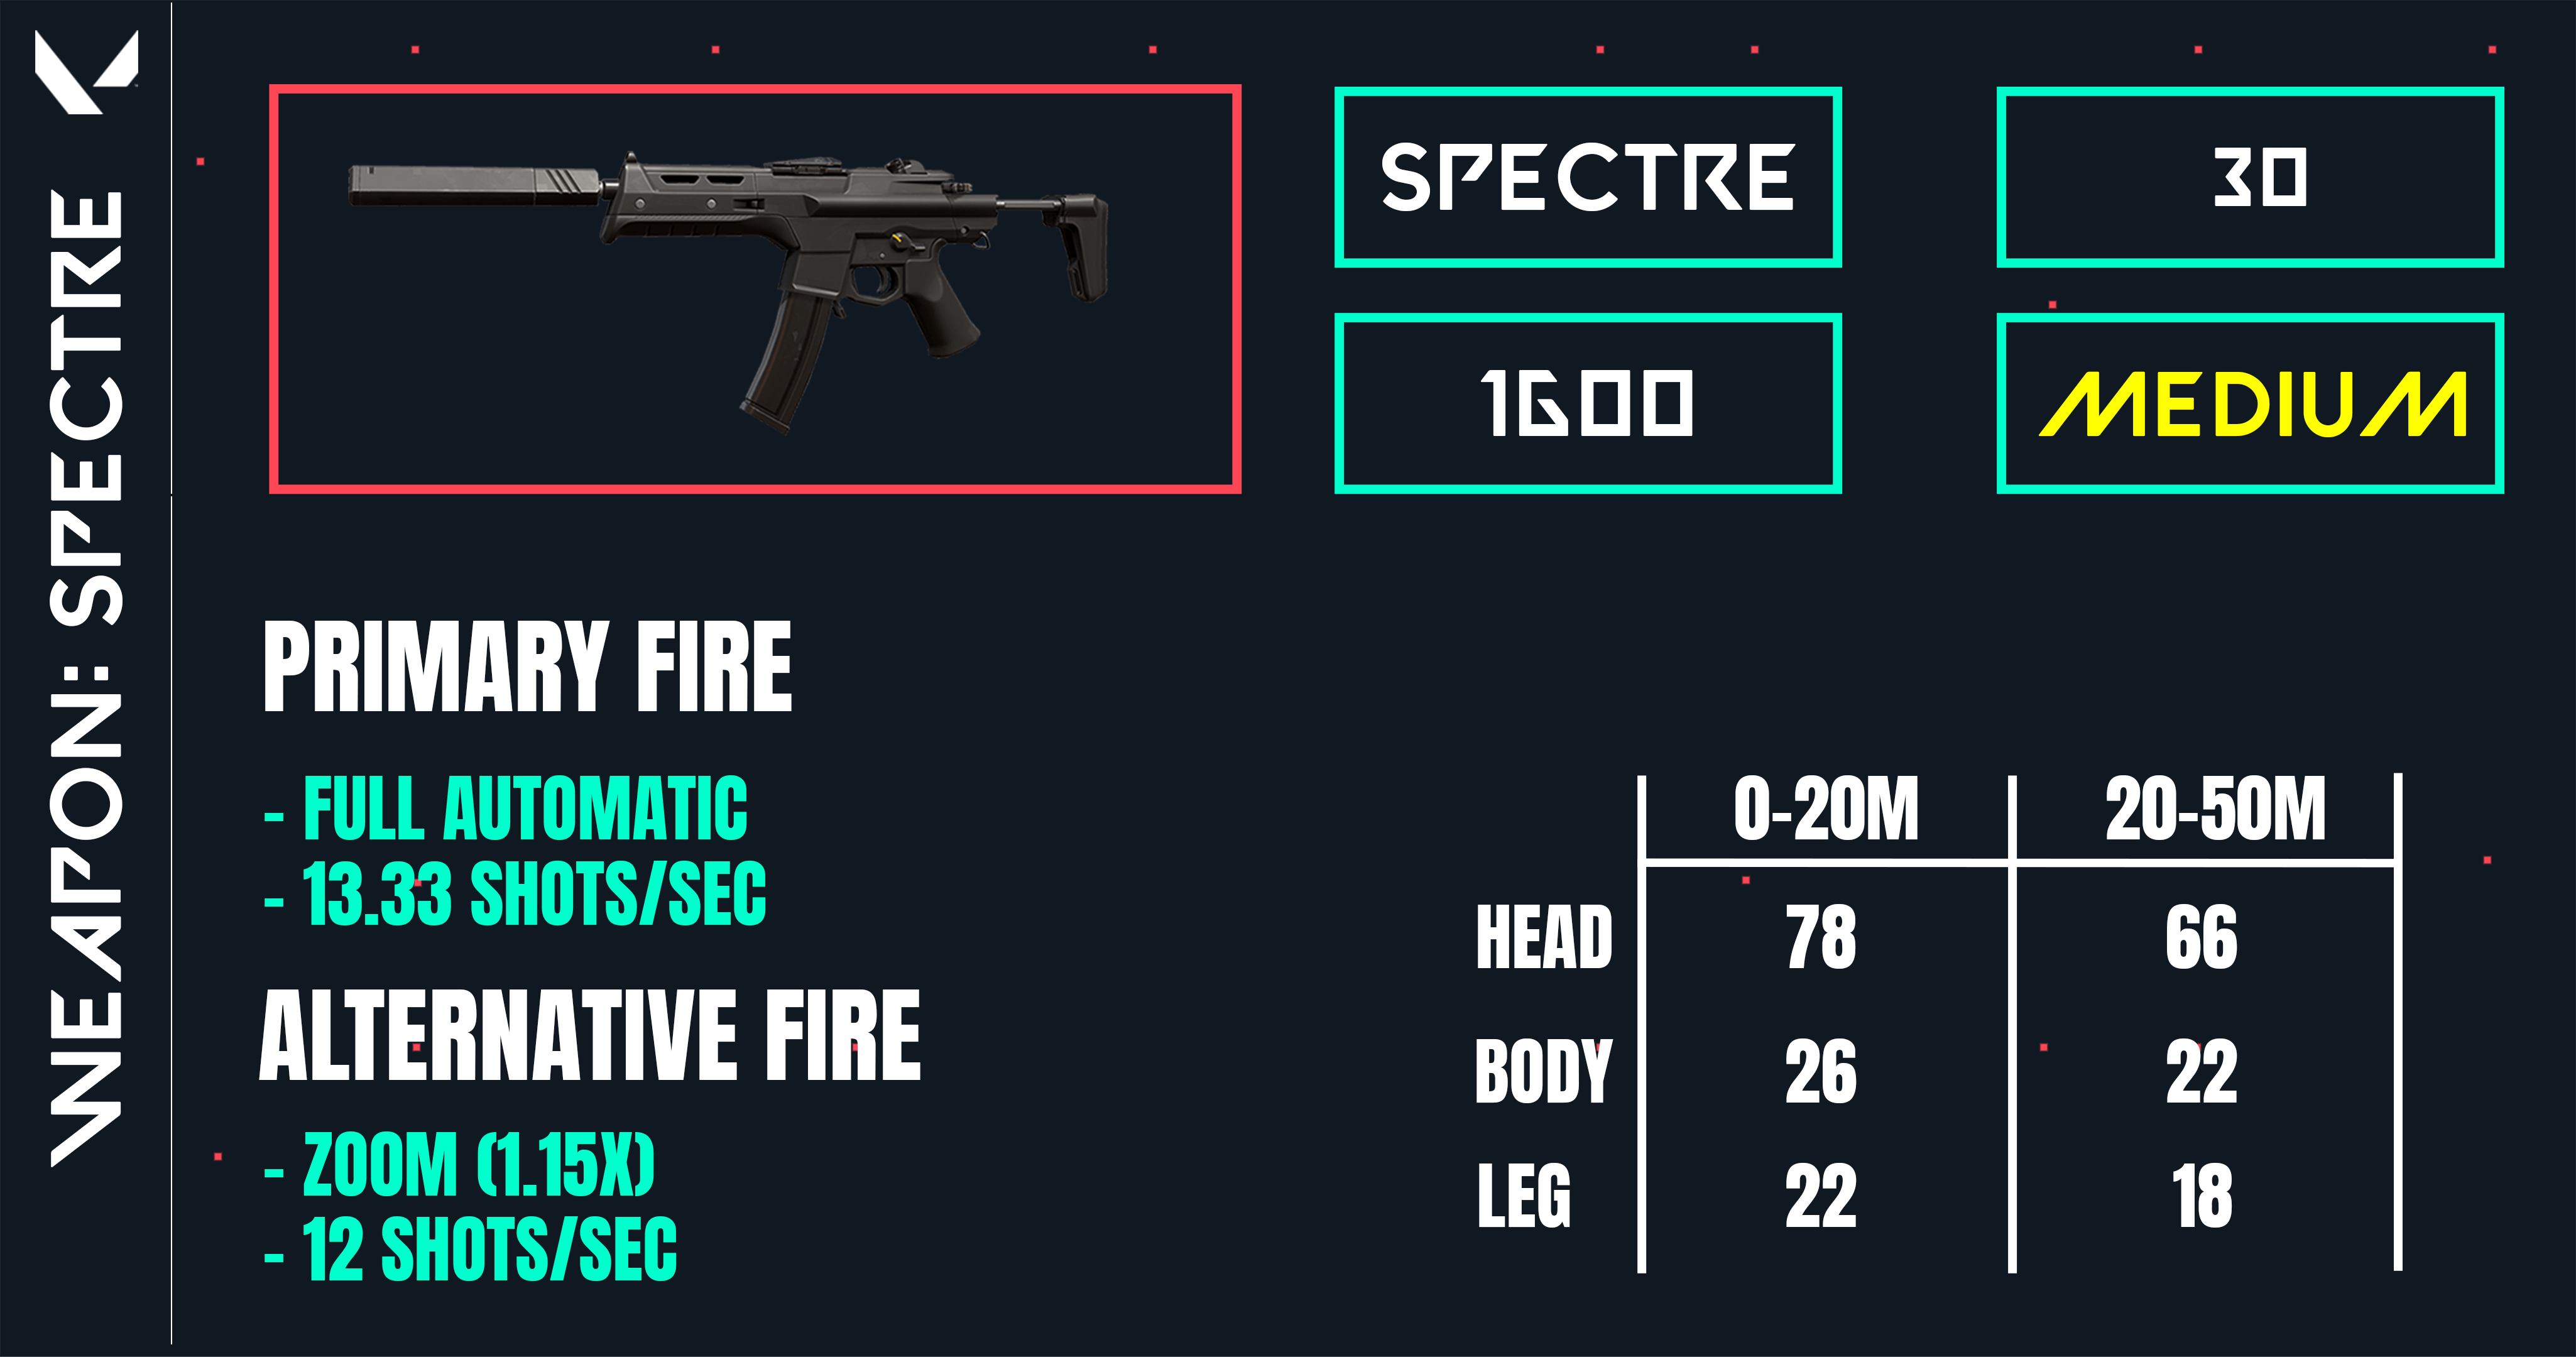 WEAPON: SPECTRE
SPECTRE
30
1600
MEDIUM
PRIMARY FIRE
- FULL AUTOMATIC
- 13.33 SHOTS/SEC
ALTERNATIVE FIRE
- ZOOM (1.15X)
- 12 SHOTS/SEC
0-20M 20-50M
HEAD 78 66
BODY 26 22
LEG 22 18